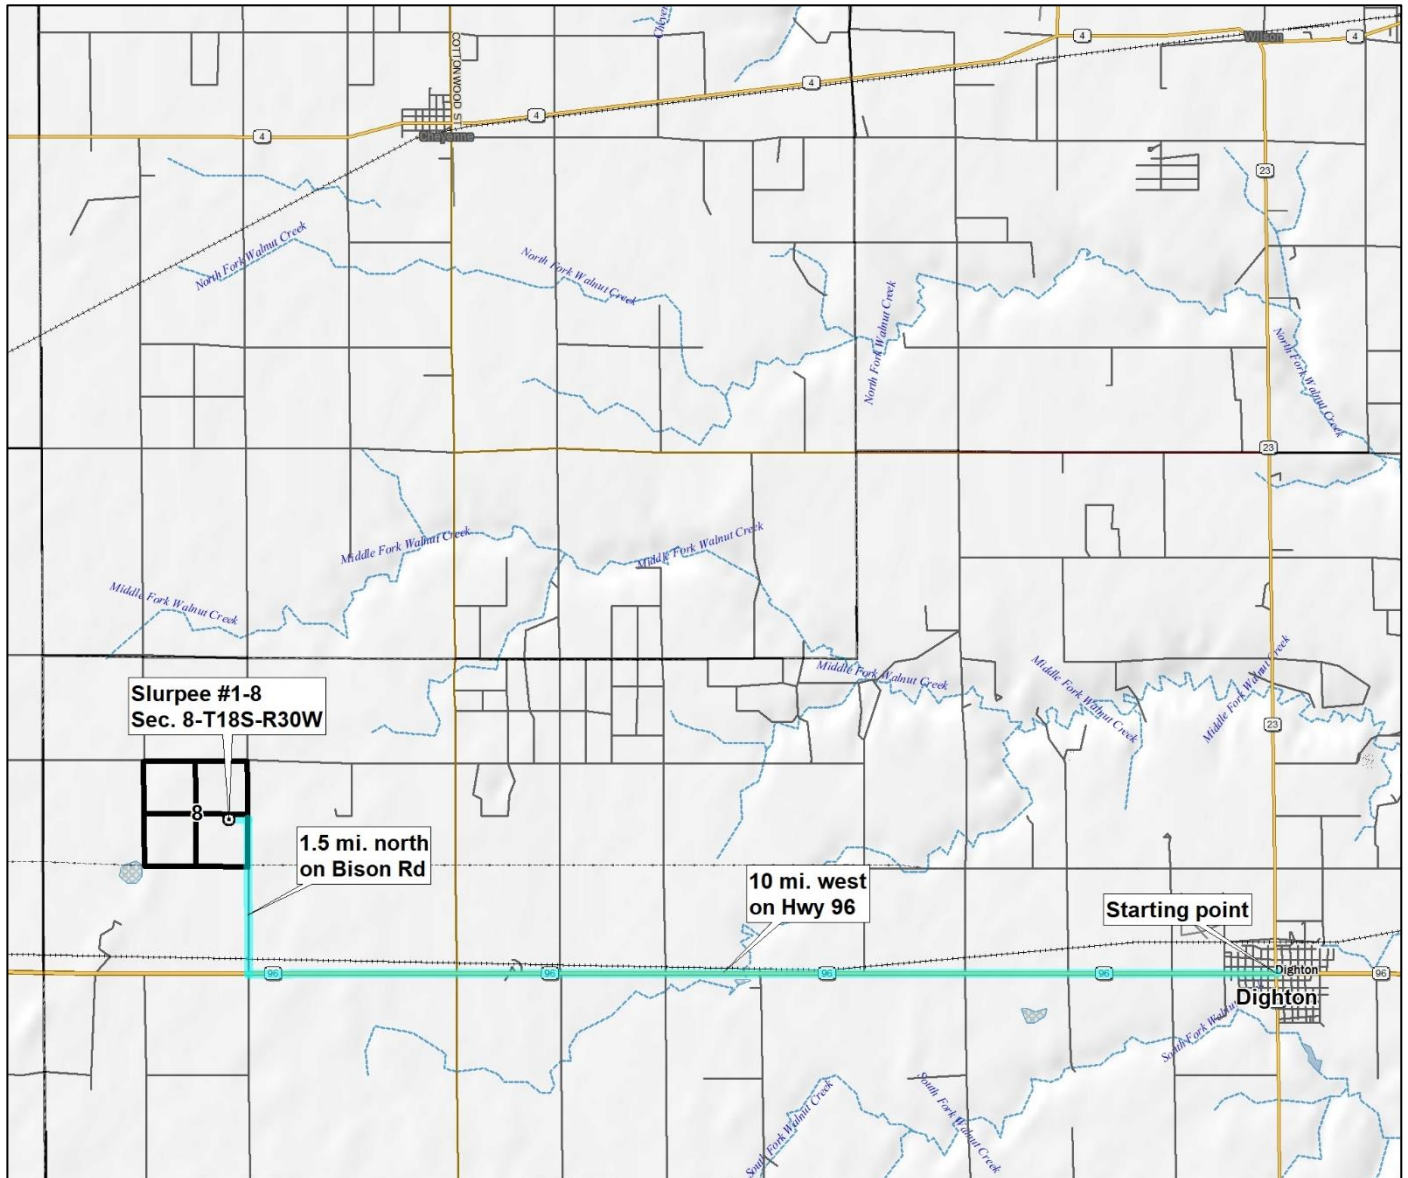 Cheyen
4
Wilson
4
COTTONWOOD ST
4
4
4
Cheyenne
23
North Fork Walnut Creek
North Fork Walnut Creek
North Fork Walnut Creek
North Fork Walnut Creek
23
Middle Fork Walnut Creek
Middle Fork Walnut Creek
Middle Fork Walnut Creek
Middle Fork Walnut Creek
Middle Fork Walnut Creek
Middle Fork Walnut Creek
Slurpee #1-8
Sec. 8-T18S-R30W
23
8
1.5 mi. north
on Bison Rd
10 mi. west
on Hwy 96
Starting point
96
96
96
96
Dighton
96
Dighton
South Fork Walnut
South Fork Walnut Creek
South Fork Walnut Creek